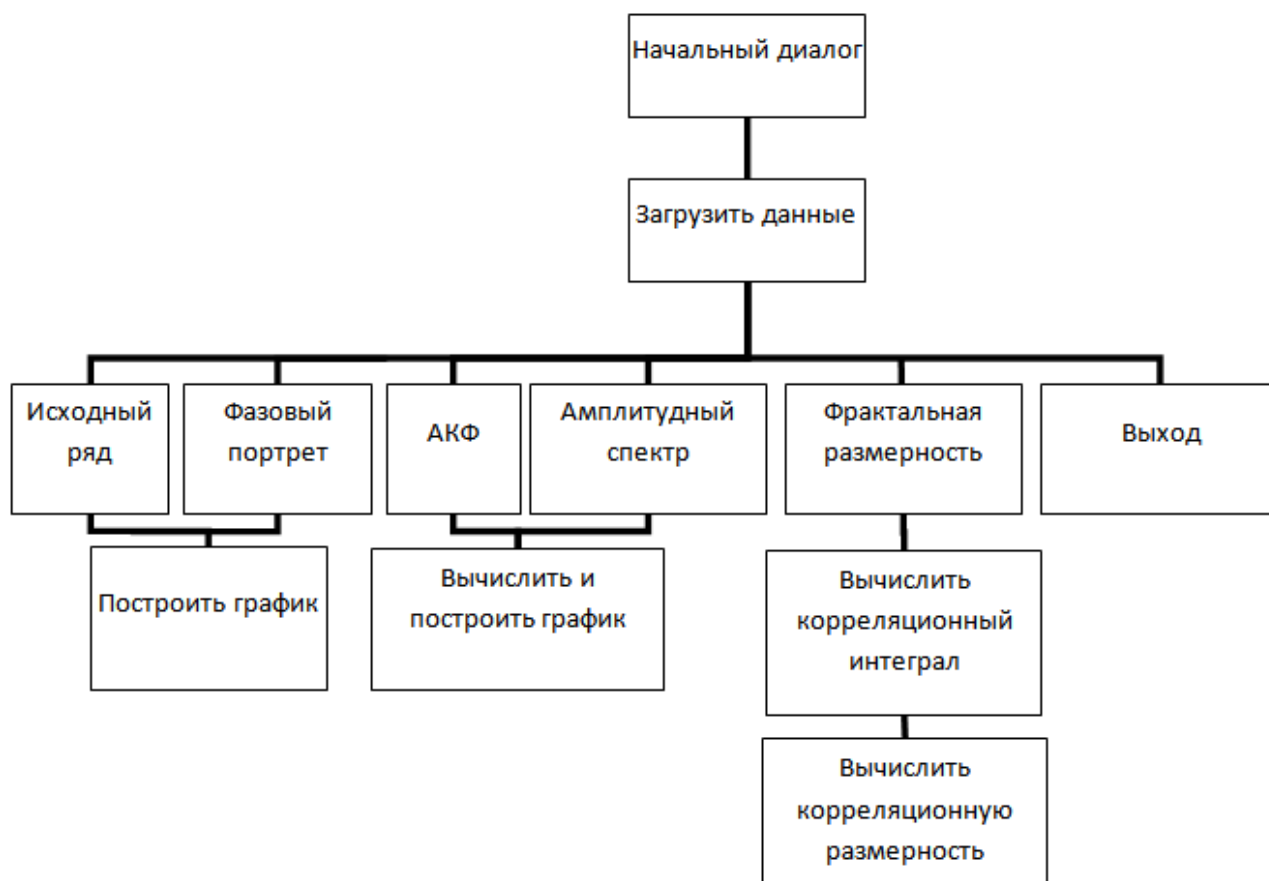 Начальный диалог
Загрузить данные
Исходный
ряд
Фазовый
портрет
АКФ
Амплитудный
спектр
Фрактальная
размерность
Выход
Построить график
Вычислить и
построить график
Вычислить
корреляционный
интеграл
Вычислить
корреляционную
размерность